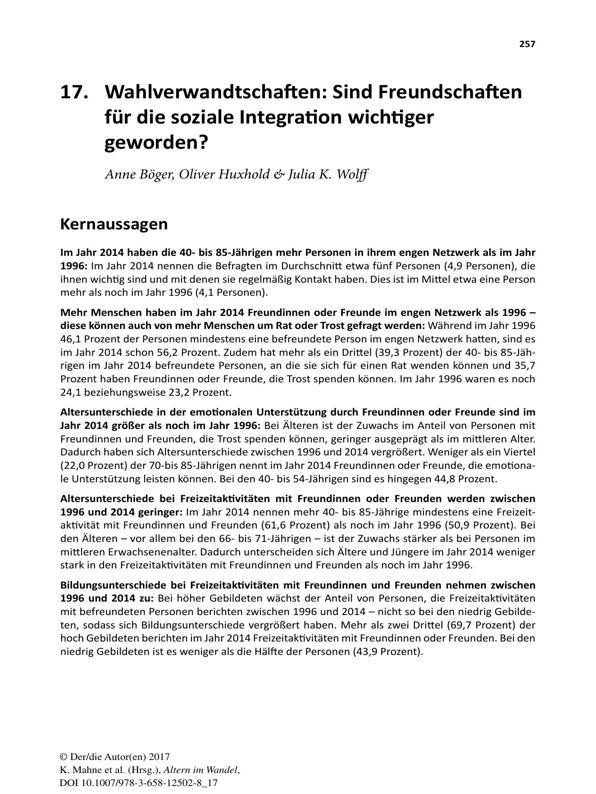 257
17. Wahlverwandtschaften: Sind Freundschaften
für die soziale Integration wichtiger
geworden?
Anne Böger, Oliver Huxhold & Julia K. Wolff
Kernaussagen
Im Jahr 2014 haben die 40- bis 85-Jährigen mehr Personen in ihrem engen Netzwerk als im Jahr
1996: Im Jahr 2014 nennen die Befragten im Durchschnitt etwa fünf Personen (4,9 Personen), die
ihnen wichtig sind und mit denen sie regelmäßig Kontakt haben. Dies ist im Mittel etwa eine Person
mehr als noch im Jahr 1996 (4,1 Personen).
Mehr Menschen haben im Jahr 2014 Freundinnen oder Freunde im engen Netzwerk als 1996 –
diese können auch von mehr Menschen um Rat oder Trost gefragt werden: Während im Jahr 1996
46,1 Prozent der Personen mindestens eine befreundete Person im engen Netzwerk hatten, sind es
im Jahr 2014 schon 56,2 Prozent. Zudem hat mehr als ein Drittel (39,3 Prozent) der 40- bis 85-Jäh-
rigen im Jahr 2014 befreundete Personen, an die sie sich für einen Rat wenden können und 35,7
Prozent haben Freundinnen oder Freunde, die Trost spenden können. Im Jahr 1996 waren es noch
24,1 beziehungsweise 23,2 Prozent.
Altersunterschiede in der emotionalen Unterstützung durch Freundinnen oder Freunde sind im
Jahr 2014 größer als noch im Jahr 1996: Bei Älteren ist der Zuwachs im Anteil von Personen mit
Freundinnen und Freunden, die Trost spenden können, geringer ausgeprägt als im mittleren Alter.
Dadurch haben sich Altersunterschiede zwischen 1996 und 2014 vergrößert. Weniger als ein Viertel
(22,0 Prozent) der 70-bis 85-Jährigen nennt im Jahr 2014 Freundinnen oder Freunde, die emotiona-
le Unterstützung leisten können. Bei den 40- bis 54-Jährigen sind es hingegen 44,8 Prozent.
Altersunterschiede bei Freizeitaktivitäten mit Freundinnen oder Freunden werden zwischen
1996 und 2014 geringer: Im Jahr 2014 nennen mehr 40- bis 85-Jährige mindestens eine Freizeit-
aktivität mit Freundinnen und Freunden (61,6 Prozent) als noch im Jahr 1996 (50,9 Prozent). Bei
den Älteren – vor allem bei den 66- bis 71-Jährigen – ist der Zuwachs stärker als bei Personen im
mittleren Erwachsenenalter. Dadurch unterscheiden sich Ältere und Jüngere im Jahr 2014 weniger
stark in den Freizeitaktivitäten mit Freundinnen und Freunden als noch im Jahr 1996.
Bildungsunterschiede bei Freizeitaktivitäten mit Freundinnen und Freunden nehmen zwischen
1996 und 2014 zu: Bei höher Gebildeten wächst der Anteil von Personen, die Freizeitaktivitäten
mit befreundeten Personen berichten zwischen 1996 und 2014 – nicht so bei den niedrig Gebilde-
ten, sodass sich Bildungsunterschiede vergrößert haben. Mehr als zwei Drittel (69,7 Prozent) der
hoch Gebildeten berichten im Jahr 2014 Freizeitaktivitäten mit Freundinnen oder Freunden. Bei den
niedrig Gebildeten ist es weniger als die Hälfte der Personen (43,9 Prozent).
© Der/die Autor(en) 2017
K. Mahne et al. (Hrsg.), Altern im Wandel,
DOI 10.1007/978-3-658-12502-8_17